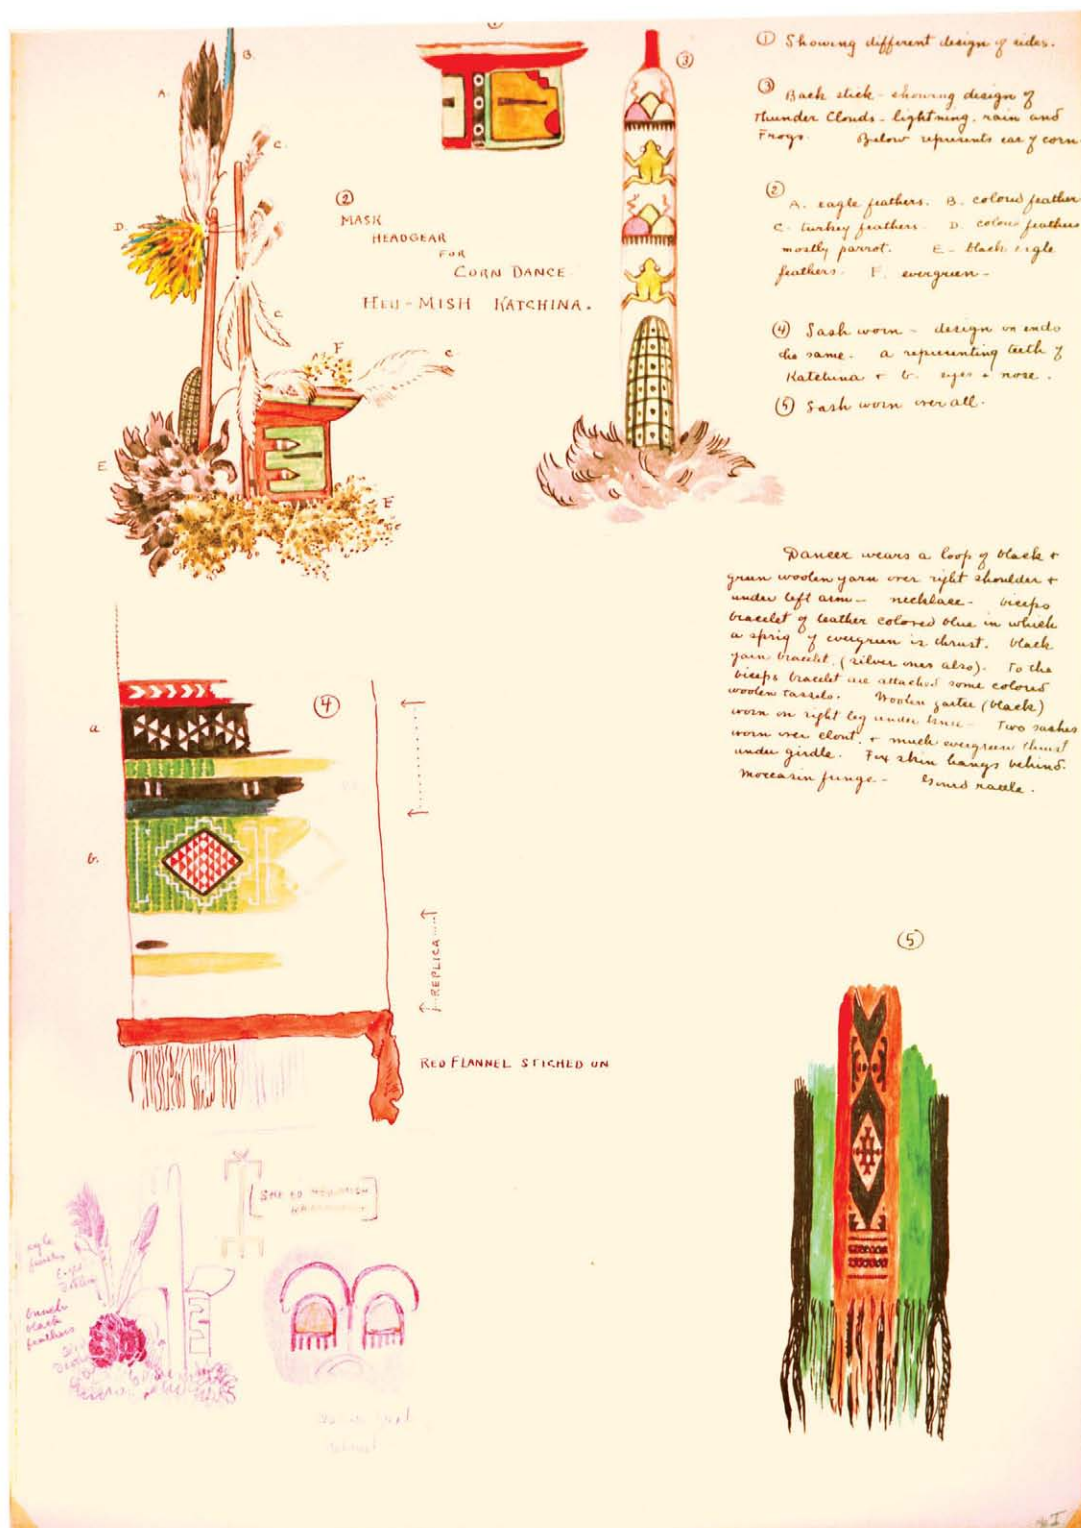 ① Showing different design of sides.
③ Back stick - showing design of
Thunder Clouds - lightning, rain and
Frogs. Below represents ear of corn.
②
A. eagle feathers. B. colored feather
C. turkey feathers. D. colored feathers
mostly parrot. E - black eagle
feathers. F. evergreen -
④ Sash worn - design on ends
the same. a representing teeth of
Katchina + b. eyes + nose.
⑤ Sash worn over all.
②
MASK
HEADGEAR
FOR
CORN DANCE
HEU-MISH KATCHINA.
③
A.
B.
C.
D.
C.
F
C
E
E
Dancer wears a loop of black +
green woolen yarn over right shoulder +
under left arm - necklace - biceps
bracelet of leather colored blue in which
a sprig of evergreen is thrust. black
yarn bracelet. (silver ones also). To the
biceps bracelet are attached some colored
woolen tassels. Woolen garter (black)
worn on right leg under knee - Two sashes
worn over clout. + much evergreen thrust
under girdle. Fox skin hangs behind.
Moccasin fringe - Gourd rattle.
④
a
b.
REPLICA
RED FLANNEL STICHED ON
⑤
bunch
black
feathers
I